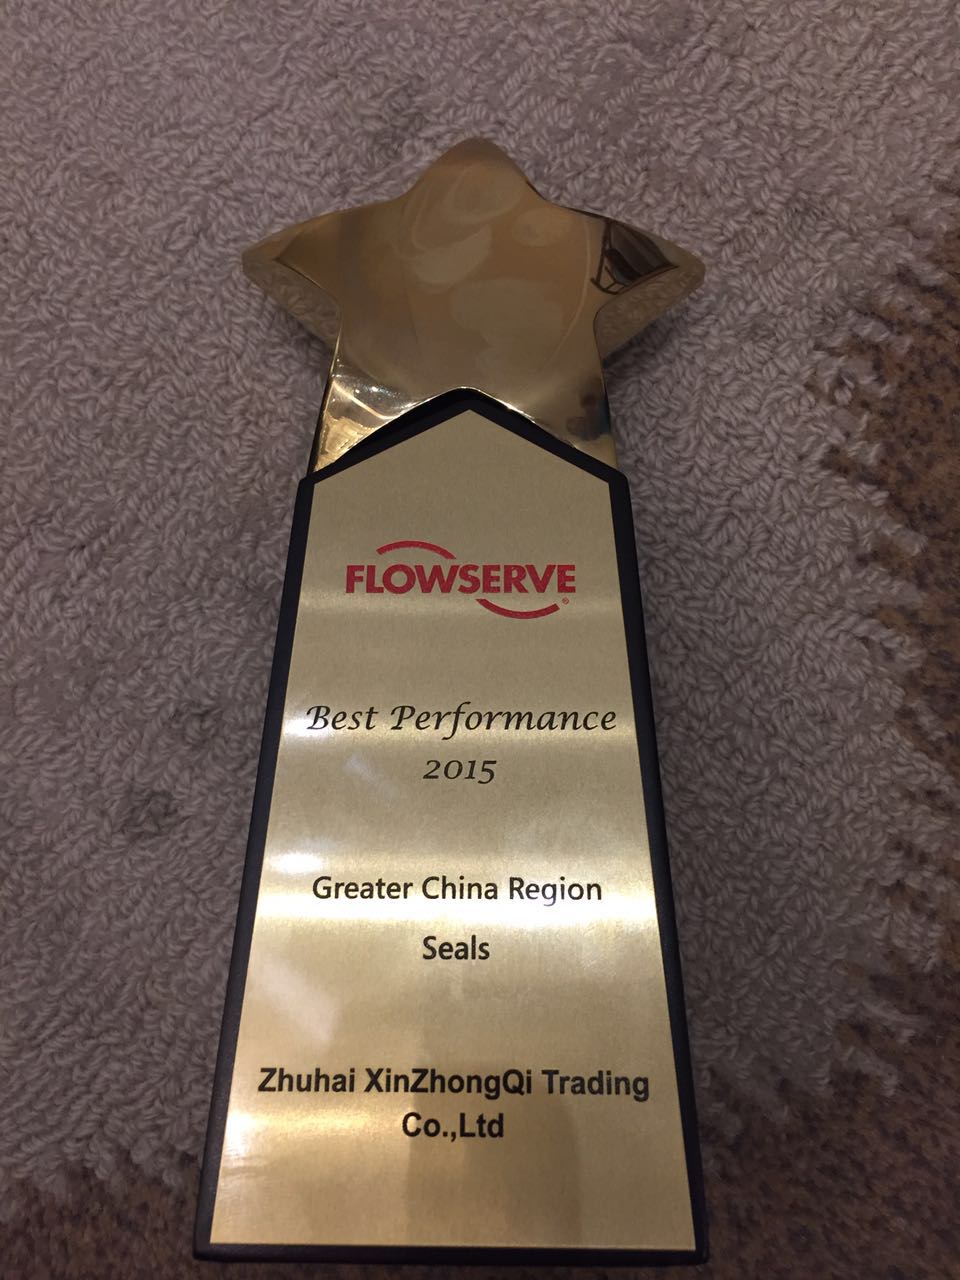 FLOWSERVE®
Best Performance
2015
Greater China Region
Seals
Zhuhai XinZhongQi Trading
Co.,Ltd